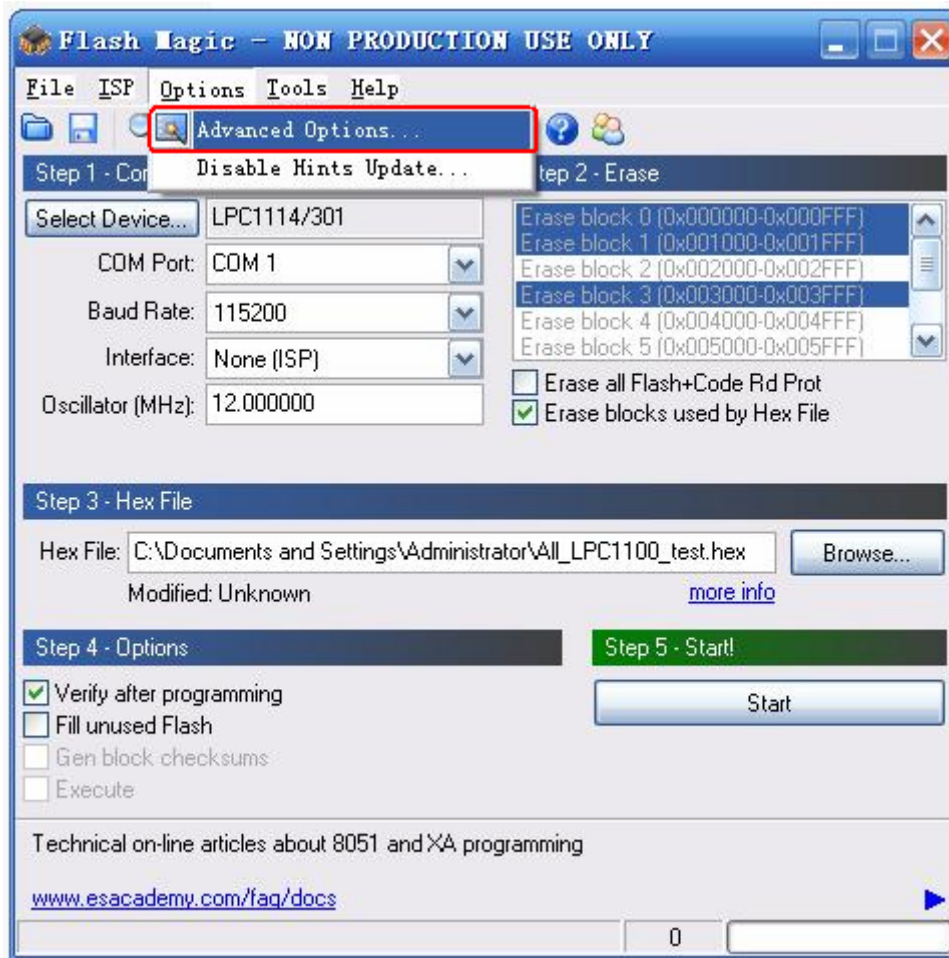 Flash Magic - NON PRODUCTION USE ONLY
File ISP Options Tools Help
Advanced Options...
Disable Hints Update...
Step 1 - Co
tep 2 - Erase
Select Device... LPC1114/301
COM Port: COM 1
Baud Rate: 115200
Interface: None (ISP)
Oscillator (MHz): 12.000000
Erase block 0 (0x000000-0x000FFF)
Erase block 1 (0x001000-0x001FFF)
Erase block 2 (0x002000-0x002FFF)
Erase block 3 (0x003000-0x003FFF)
Erase block 4 (0x004000-0x004FFF)
Erase block 5 (0x005000-0x005FFF)
Erase all Flash+Code Rd Prot
Erase blocks used by Hex File
Step 3 - Hex File
Hex File: C:\Documents and Settings\Administrator\All_LPC1100_test.hex Browse...
Modified: Unknown more info
Step 4 - Options
Verify after programming
Fill unused Flash
Gen block checksums
Execute
Step 5 - Start!
Start
Technical on-line articles about 8051 and XA programming
www.esacademy.com/faq/docs
0